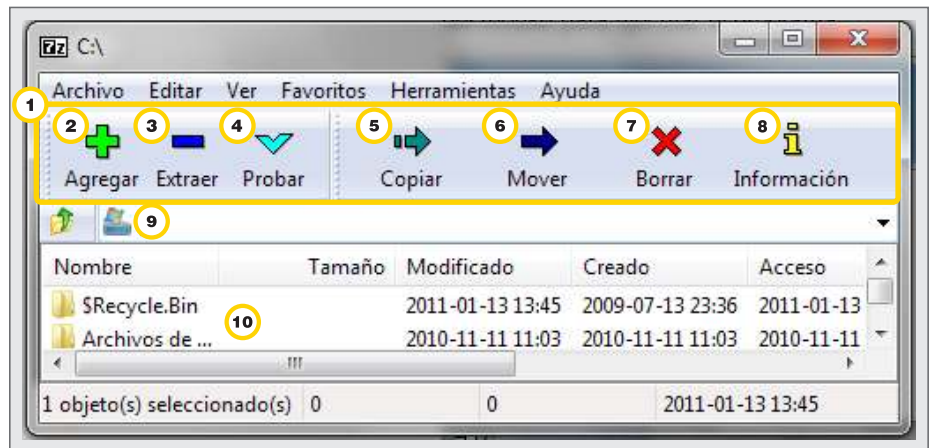 7z C:\
Archivo Editar Ver Favoritos Herramientas Ayuda
1
2 3 4 5 6 7 8
Agregar Extraer Probar Copiar Mover Borrar Información
9
Nombre Tamaño Modificado Creado Acceso
$Recycle.Bin 2011-01-13 13:45 2009-07-13 23:36 2011-01-13
10
Archivos de ... 2010-11-11 11:03 2010-11-11 11:03 2010-11-11
1 objeto(s) seleccionado(s) 0 0 2011-01-13 13:45